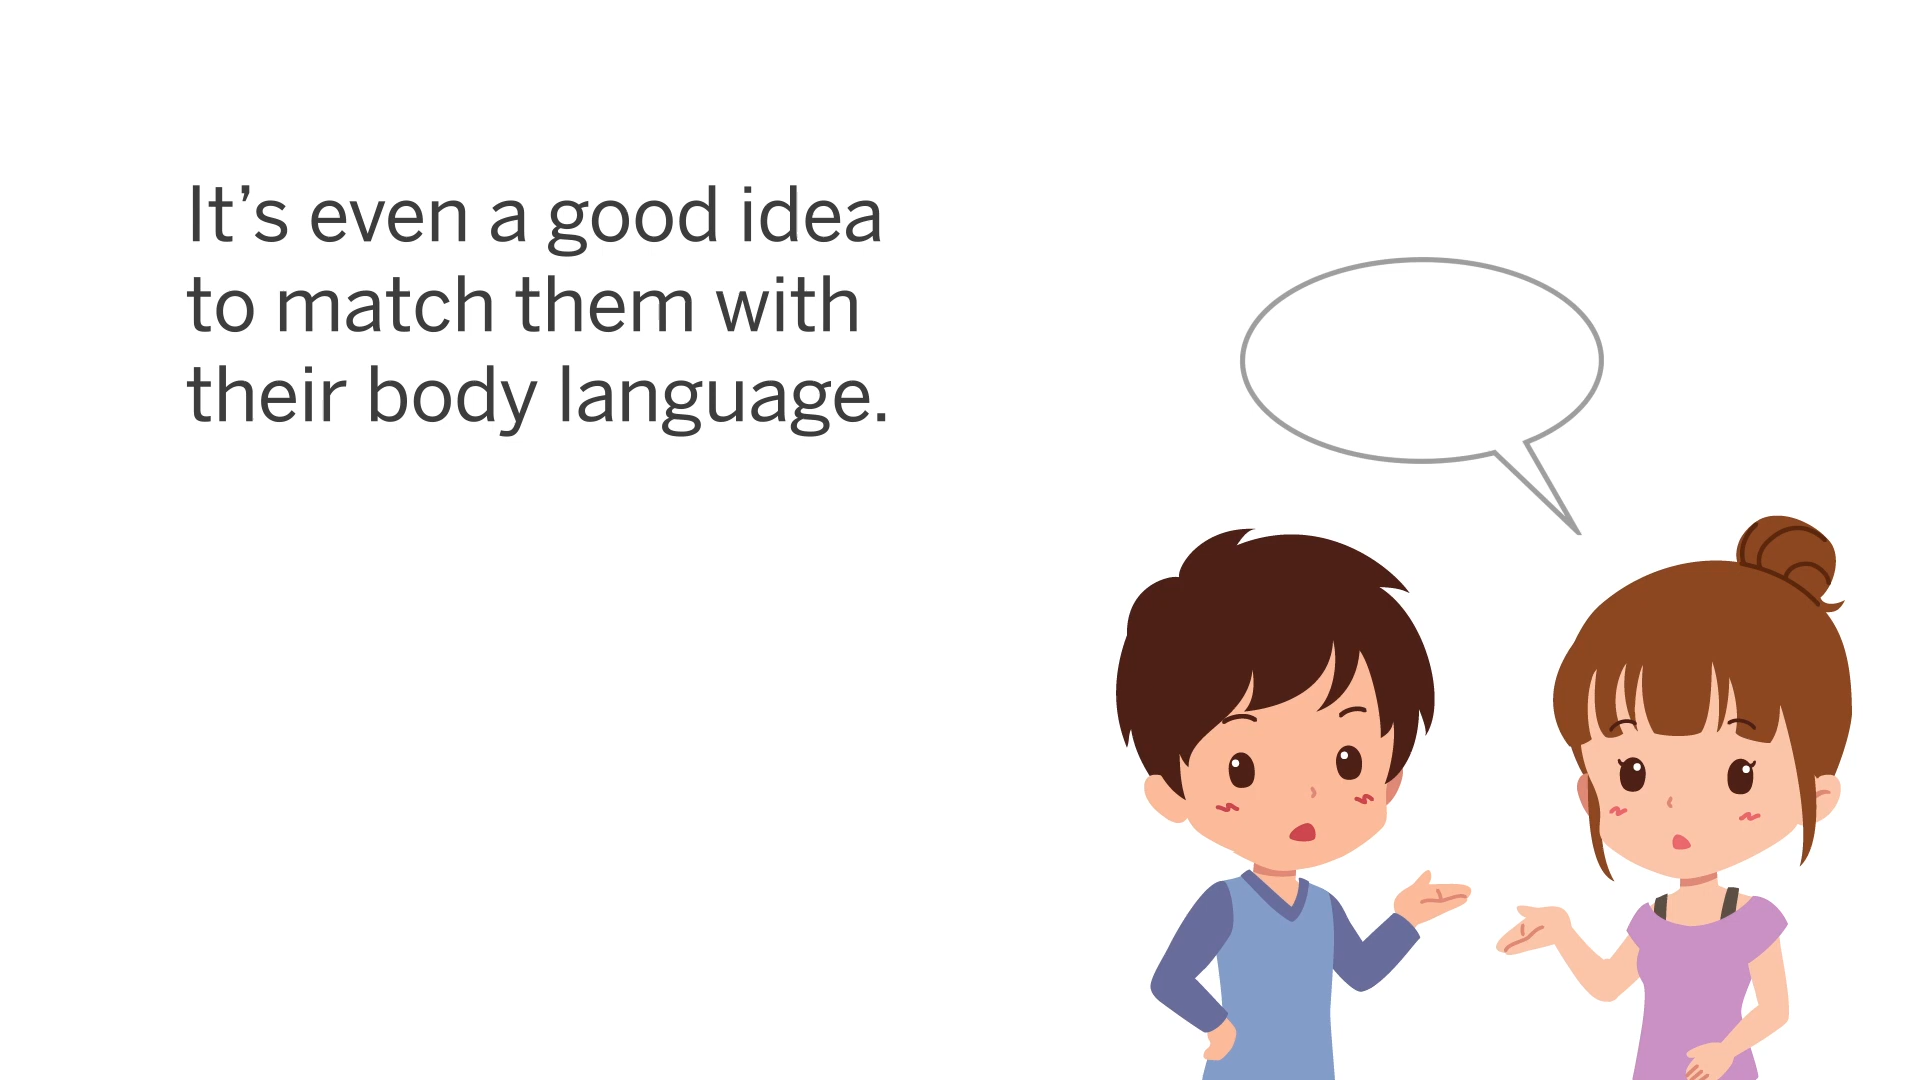 It’s even a good idea
to match them with
their body language.